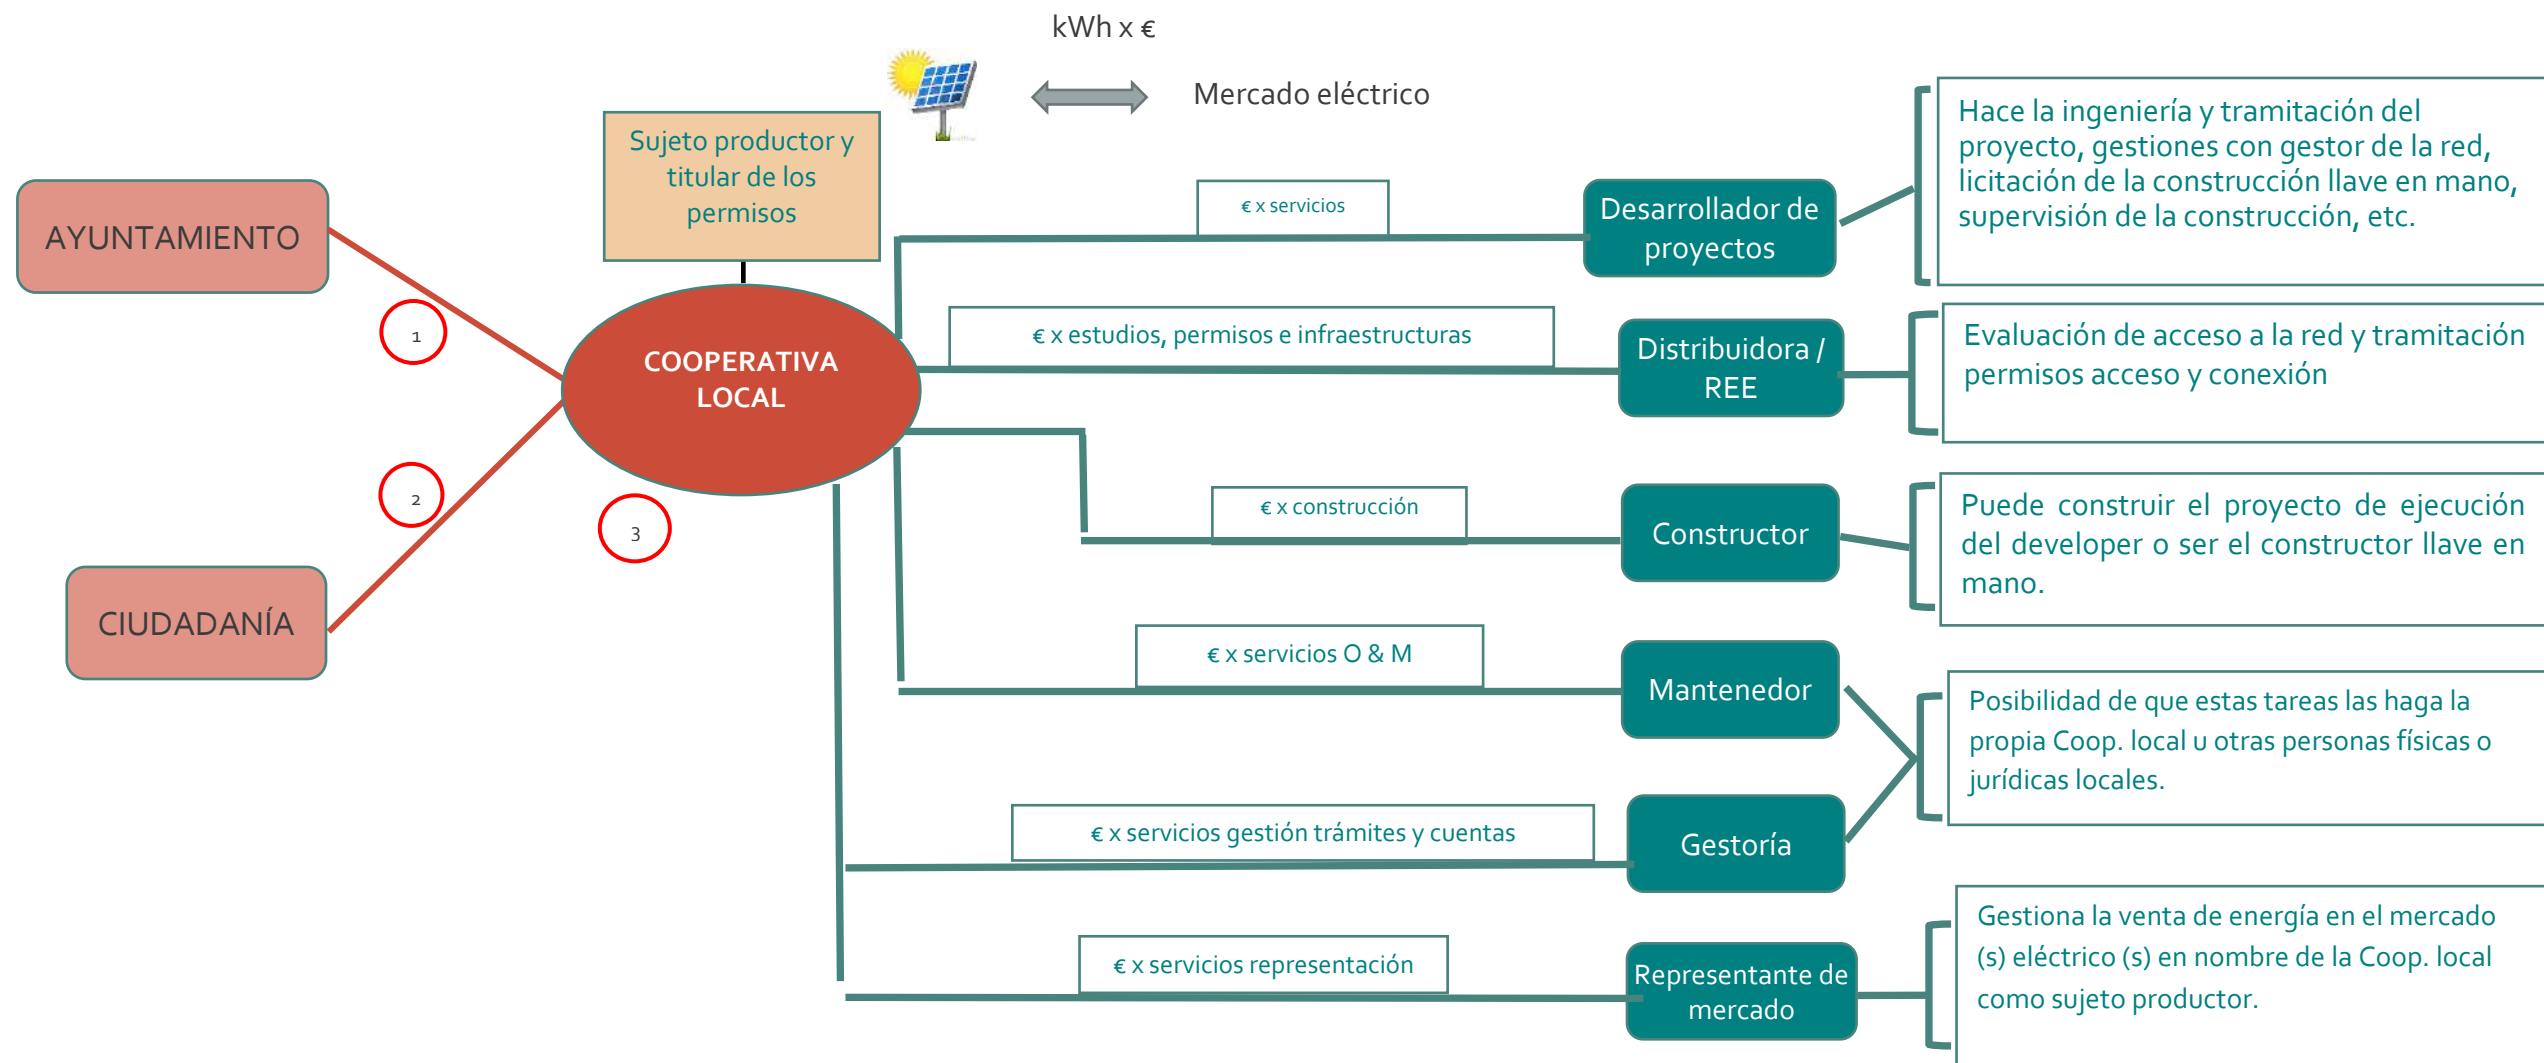 kWh x €
Mercado eléctrico
Sujeto productor y
titular de los
permisos
AYUNTAMIENTO
1
COOPERATIVA
LOCAL
2
3
CIUDADANÍA
€ x servicios
Desarrollador de
proyectos
Hace la ingeniería y tramitación del
proyecto, gestiones con gestor de la red,
licitación de la construcción llave en mano,
supervisión de la construcción, etc.
€ x estudios, permisos e infraestructuras
Distribuidora /
REE
Evaluación de acceso a la red y tramitación
permisos acceso y conexión
€ x construcción
Constructor
Puede construir el proyecto de ejecución
del developer o ser el constructor llave en
mano.
€ x servicios O & M
Mantenedor
Posibilidad de que estas tareas las haga la
propia Coop. local u otras personas físicas o
jurídicas locales.
€ x servicios gestión trámites y cuentas
Gestoría
€ x servicios representación
Representante de
mercado
Gestiona la venta de energía en el mercado
(s) eléctrico (s) en nombre de la Coop. local
como sujeto productor.